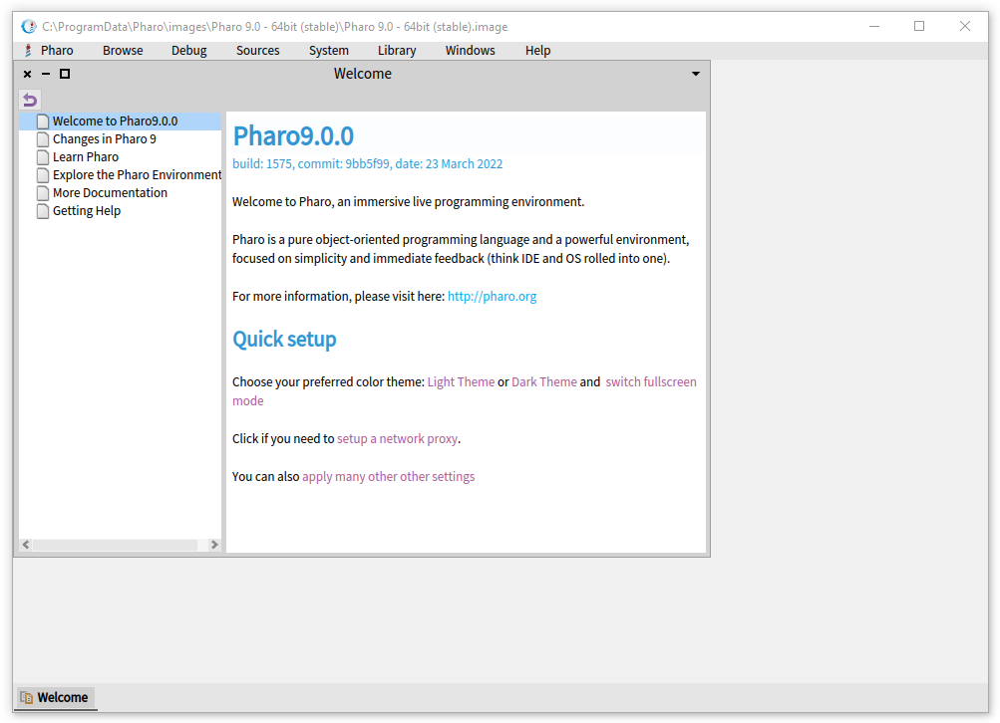 C:\ProgramData\Pharo\images\Pharo 9.0 - 64bit (stable)\Pharo 9.0 - 64bit (stable).image
Pharo Browse Debug Sources System Library Windows Help
Welcome
Welcome to Pharo9.0.0
Changes in Pharo 9
Learn Pharo
Explore the Pharo Environment
More Documentation
Getting Help
Pharo9.0.0
build: 1575, commit: 9bb5f99, date: 23 March 2022
Welcome to Pharo, an immersive live programming environment.
Pharo is a pure object-oriented programming language and a powerful environment,
focused on simplicity and immediate feedback (think IDE and OS rolled into one).
For more information, please visit here: http://pharo.org
Quick setup
Choose your preferred color theme: Light Theme or Dark Theme and switch fullscreen
mode
Click if you need to setup a network proxy.
You can also apply many other other settings
Welcome